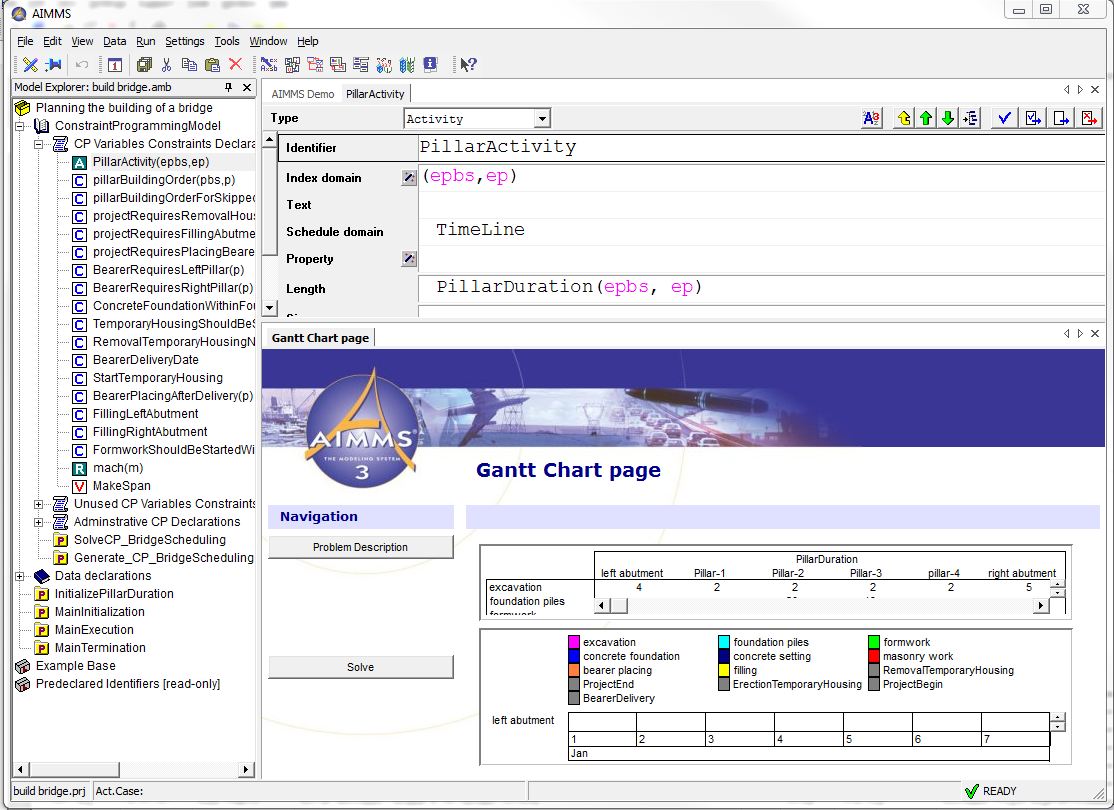 AIMMS
File Edit View Data Run Settings Tools Window Help
Model Explorer: build bridge.amb
Planning the building of a bridge
ConstraintProgrammingModel
CP Variables Constraints Declara
A PillarActivity(epbs,ep)
C pillarBuildingOrder(pbs,p)
C pillarBuildingOrderForSkipped
C projectRequiresRemovalHous
C projectRequiresFillingAbutme
C projectRequiresPlacingBeare
C BearerRequiresLeftPillar(p)
C BearerRequiresRightPillar(p)
C ConcreteFoundationWithinFou
C TemporaryHousingShouldBeS
C RemovalTemporaryHousingN
C BearerDeliveryDate
C StartTemporaryHousing
C BearerPlacingAfterDelivery(p)
C FillingLeftAbutment
C FillingRightAbutment
C FormworkShouldBeStartedWi
R mach(m)
V MakeSpan
Unused CP Variables Constraints
Adminstrative CP Declarations
P SolveCP_BridgeScheduling
P Generate_CP_BridgeScheduling
Data declarations
P InitializePillarDuration
P MainInitialization
P MainExecution
P MainTermination
Example Base
Predeclared Identifiers [read-only]
build bridge.prj Act.Case:
AIMMS Demo PillarActivity
Type Activity
Identifier PillarActivity
Index domain (epbs,ep)
Text
Schedule domain TimeLine
Property
Length PillarDuration(epbs, ep)
Gantt Chart page
AIMMS
THE MODELING SYSTEM
3
Gantt Chart page
Navigation
Problem Description
Solve
PillarDuration
left abutment Pillar-1 Pillar-2 Pillar-3 pillar-4 right abutment
excavation 4 2 2 2 2 5
foundation piles
formwork
excavation foundation piles formwork
concrete foundation concrete setting masonry work
bearer placing filling RemovalTemporaryHousing
ProjectEnd ErectionTemporaryHousing ProjectBegin
BearerDelivery
left abutment
1 2 3 4 5 6 7
Jan
READY